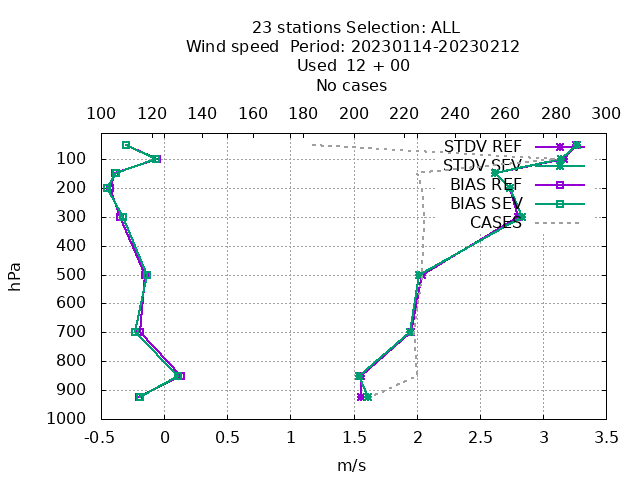 23 stations Selection: ALL
Wind speed  Period: 20230114-20230212
Used  12 + 00
No cases
100 120 140 160 180 200 220 240 260 280 300
STDV REF
STDV SEV
BIAS REF
BIAS SEV
CASES
100
200
300
400
500
600
700
800
900
1000
hPa
-0.5 0 0.5 1 1.5 2 2.5 3 3.5
m/s